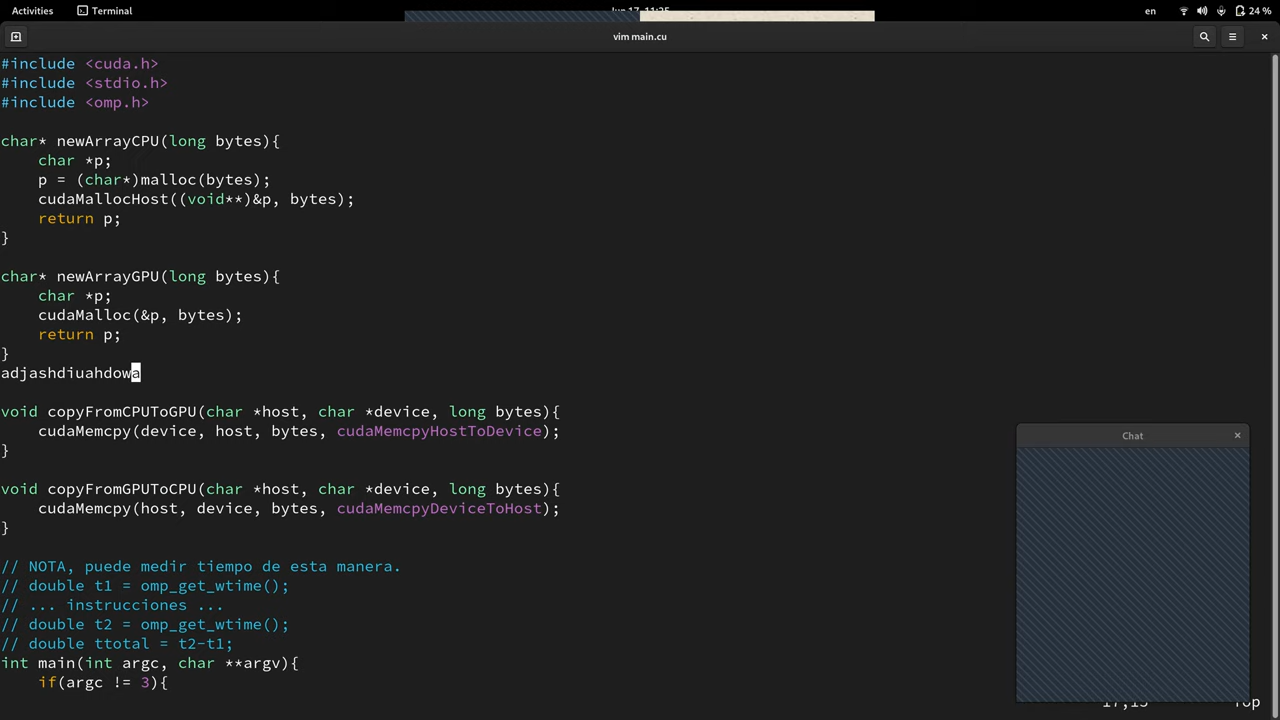 Activities Terminal en 24 %
vim main.cu
#include <cuda.h>
#include <stdio.h>
#include <omp.h>
char* newArrayCPU(long bytes){
    char *p;
    p = (char*)malloc(bytes);
    cudaMallocHost((void**)&p, bytes);
    return p;
}
char* newArrayGPU(long bytes){
    char *p;
    cudaMalloc(&p, bytes);
    return p;
}
adjashdiuahdowa
void copyFromCPUToGPU(char *host, char *device, long bytes){
    cudaMemcpy(device, host, bytes, cudaMemcpyHostToDevice);
}
void copyFromGPUToCPU(char *host, char *device, long bytes){
    cudaMemcpy(host, device, bytes, cudaMemcpyDeviceToHost);
}
// NOTA, puede medir tiempo de esta manera.
// double t1 = omp_get_wtime();
// ... instrucciones ...
// double t2 = omp_get_wtime();
// double ttotal = t2-t1;
int main(int argc, char **argv){
    if(argc != 3){
Chat